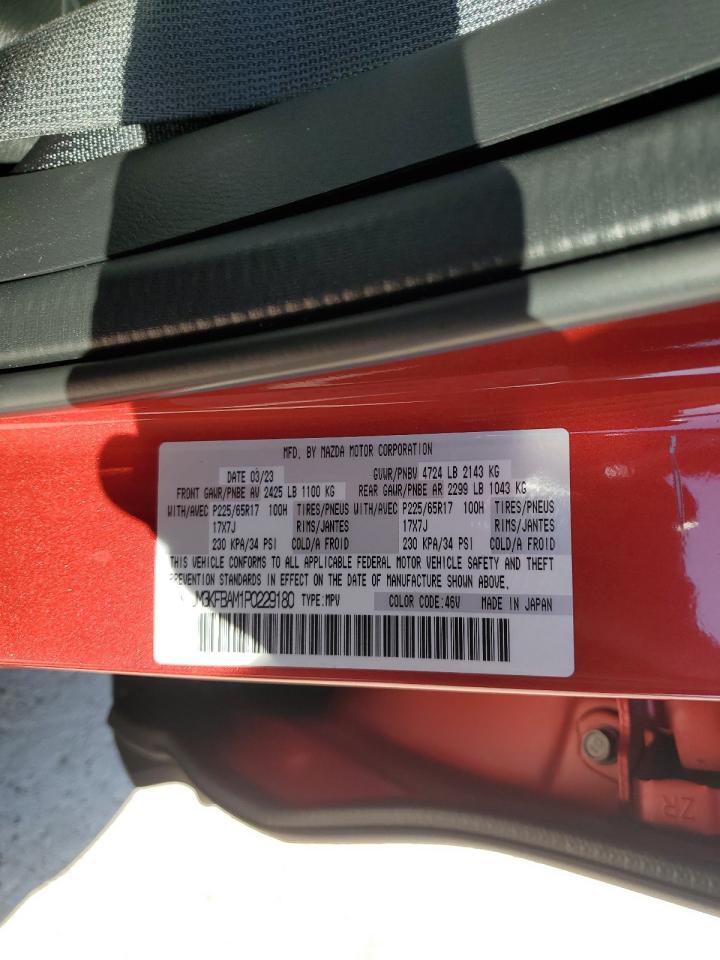 MFD. BY MAZDA MOTOR CORPORATION
DATE 03/23 GVWR/PNBV 4724 LB 2143 KG
FRONT GAWR/PNBE AV 2425 LB 1100 KG REAR GAWR/PNBE AR 2299 LB 1043 KG
WITH/AVEC P225/65R17 100H TIRES/PNEUS WITH/AVEC P225/65R17 100H TIRES/PNEUS
17X7J RIMS/JANTES 17X7J RIMS/JANTES
230 KPA/34 PSI COLD/A FROID 230 KPA/34 PSI COLD/A FROID
THIS VEHICLE CONFORMS TO ALL APPLICABLE FEDERAL MOTOR VEHICLE SAFETY AND THEFT
PREVENTION STANDARDS IN EFFECT ON THE DATE OF MANUFACTURE SHOWN ABOVE.
JM3KFBAM1P0229180 TYPE:MPV COLOR CODE:46V MADE IN JAPAN
ZR